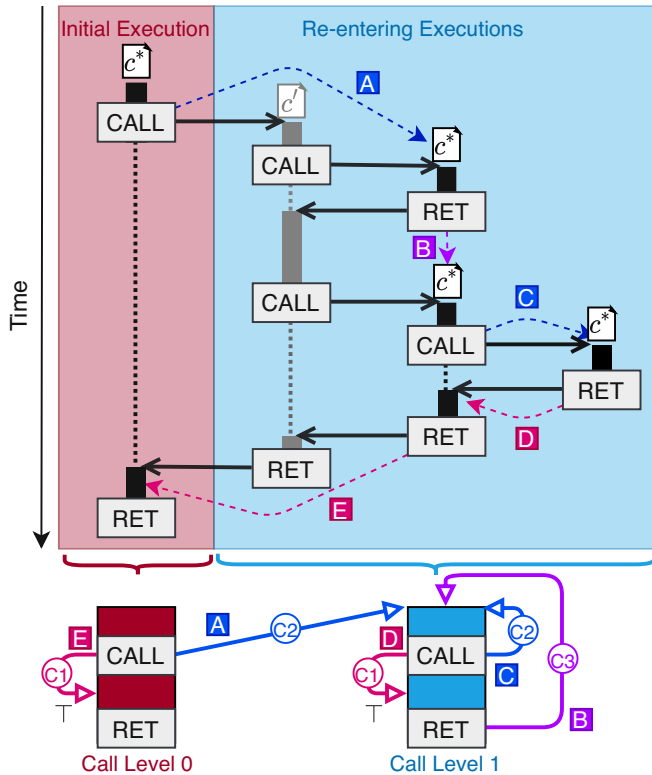 Initial Execution
Re-entering Executions
c*
A
c′
CALL
c*
CALL
RET
B
c*
C
CALL
c*
CALL
RET
D
RET
RET
E
RET
Time
E
A
C2
D
C2
CALL
CALL
C3
C1
C1
C
⊤
⊤
RET
RET
B
Call Level 0
Call Level 1